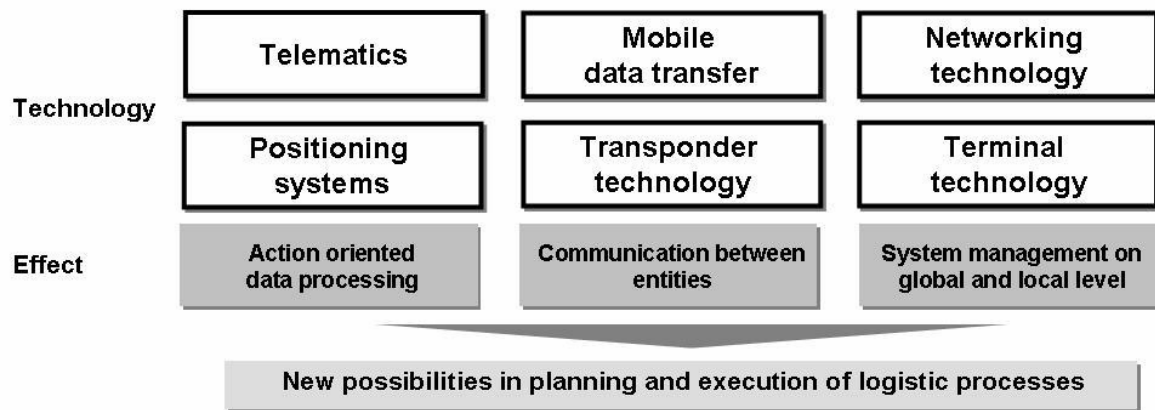 Technology
Telematics
Mobile
data transfer
Networking
technology
Positioning
systems
Transponder
technology
Terminal
technology
Effect
Action oriented
data processing
Communication between
entities
System management on
global and local level
New possibilities in planning and execution of logistic processes